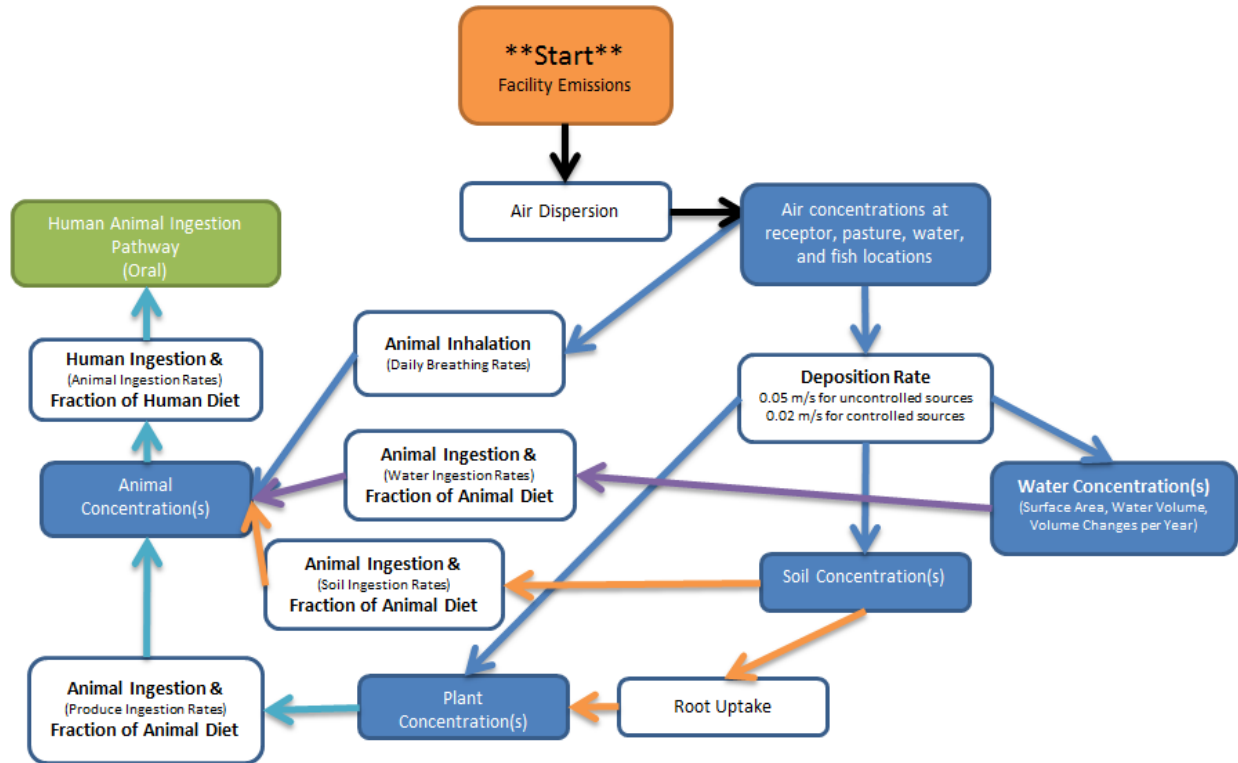 **Start**
Facility Emissions
Air Dispersion
Air concentrations at
receptor, pasture, water,
and fish locations
Human Animal Ingestion
Pathway
(Oral)
Human Ingestion &
(Animal Ingestion Rates)
Fraction of Human Diet
Animal Inhalation
(Daily Breathing Rates)
Deposition Rate
0.05 m/s for uncontrolled sources
0.02 m/s for controlled sources
Animal Ingestion &
(Water Ingestion Rates)
Fraction of Animal Diet
Animal
Concentration(s)
Water Concentration(s)
(Surface Area, Water Volume,
Volume Changes per Year)
Animal Ingestion &
(Soil Ingestion Rates)
Fraction of Animal Diet
Soil Concentration(s)
Animal Ingestion &
(Produce Ingestion Rates)
Fraction of Animal Diet
Plant
Concentration(s)
Root Uptake